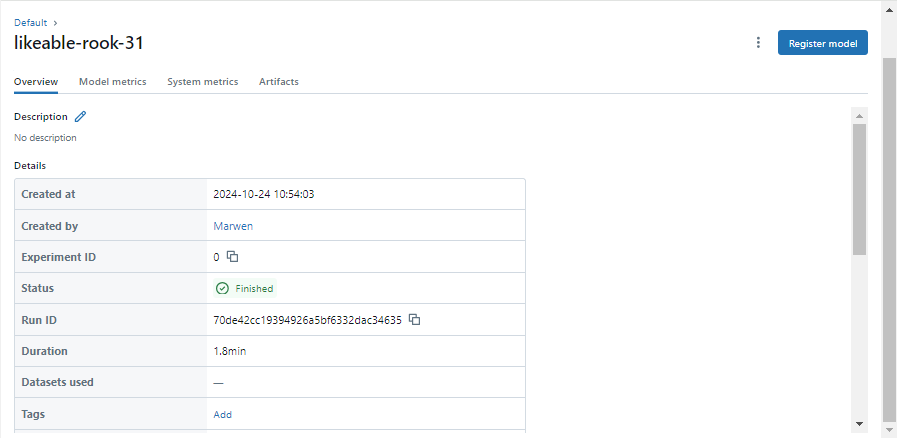 Default >
likeable-rook-31
Register model
Overview Model metrics System metrics Artifacts
Description
No description
Details
Created at 2024-10-24 10:54:03
Created by Marwen
Experiment ID 0
Status Finished
Run ID 70de42cc19394926a5bf6332dac34635
Duration 1.8min
Datasets used —
Tags Add